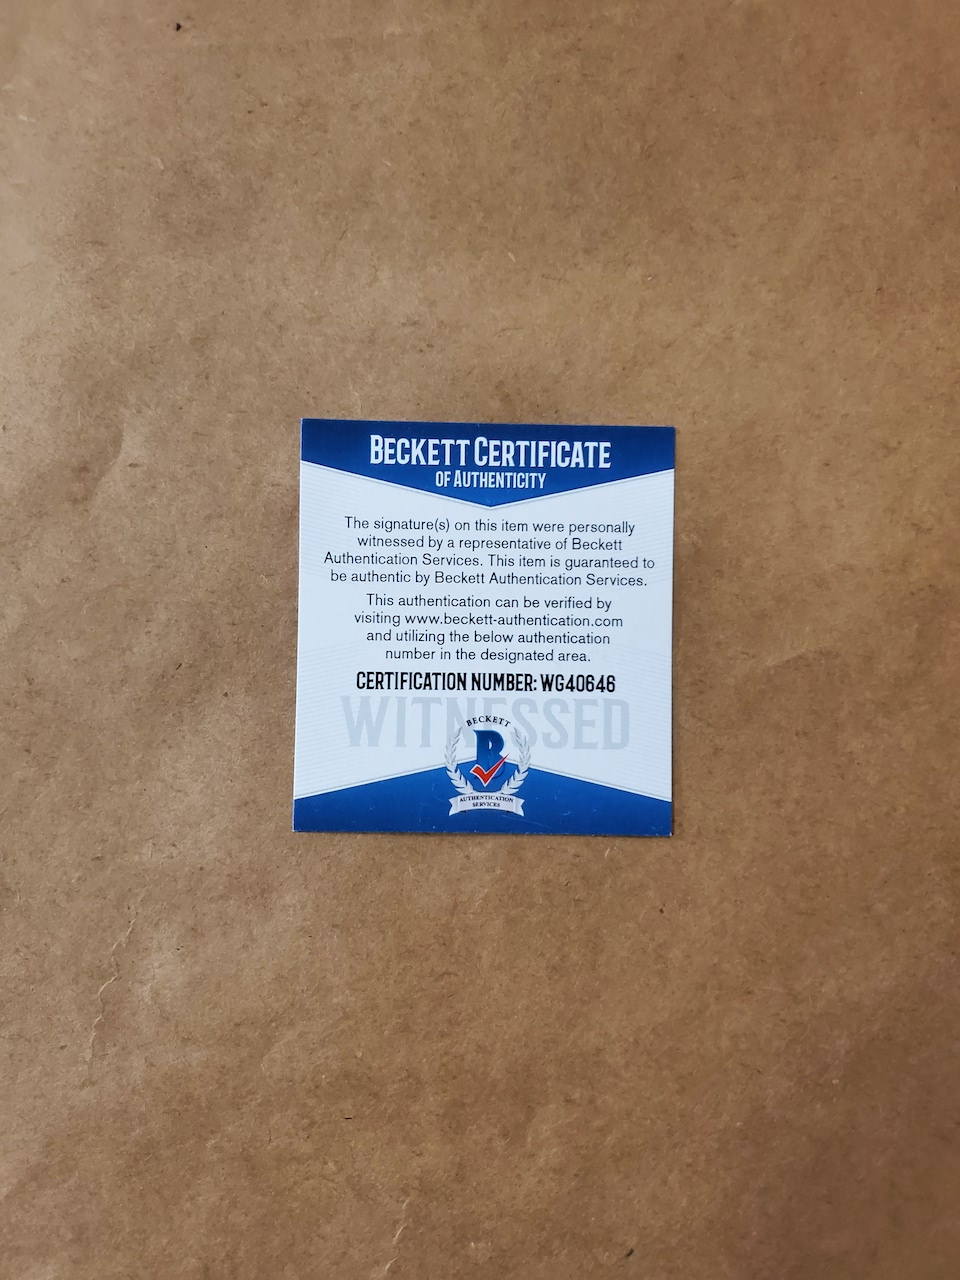 BECKETT CERTIFICATE
OF AUTHENTICITY
The signature(s) on this item were personally
witnessed by a representative of Beckett
Authentication Services. This item is guaranteed to
be authentic by Beckett Authentication Services.
This authentication can be verified by
visiting www.beckett-authentication.com
and utilizing the below authentication
number in the designated area.
CERTIFICATION NUMBER: WG40646
WITNESSED
BECKETT
B
AUTHENTICATION
SERVICES